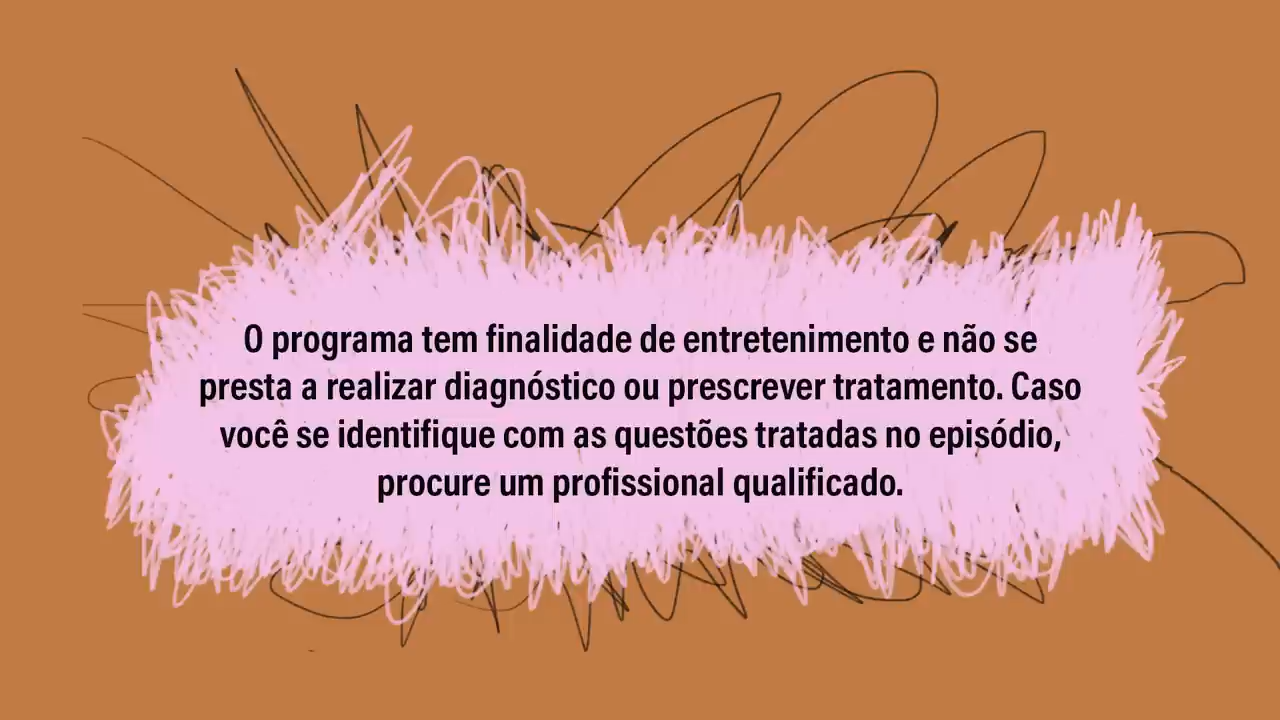 O programa tem finalidade de entretenimento e não se
presta a realizar diagnóstico ou prescrever tratamento. Caso
você se identifique com as questões tratadas no episódio,
procure um profissional qualificado.